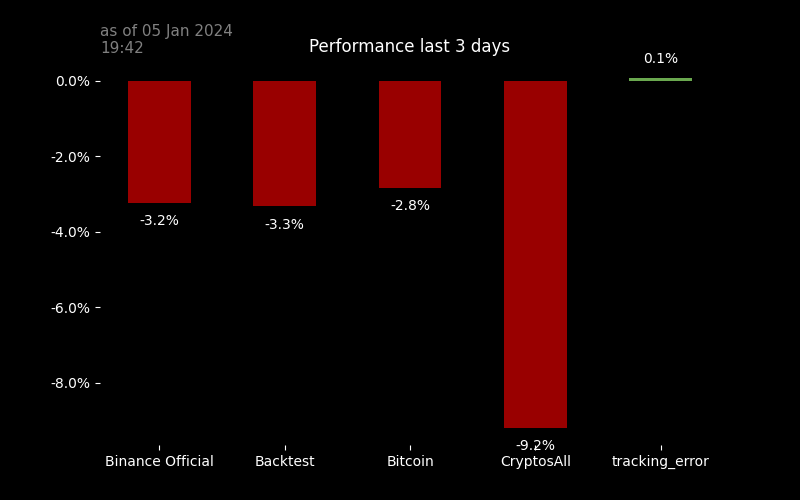 as of 05 Jan 2024
19:42
Performance last 3 days
0.1%
0.0%
-2.0%
-3.2%
-3.3%
-2.8%
-4.0%
-6.0%
-8.0%
-9.2%
Binance Official
Backtest
Bitcoin
CryptosAll
tracking_error